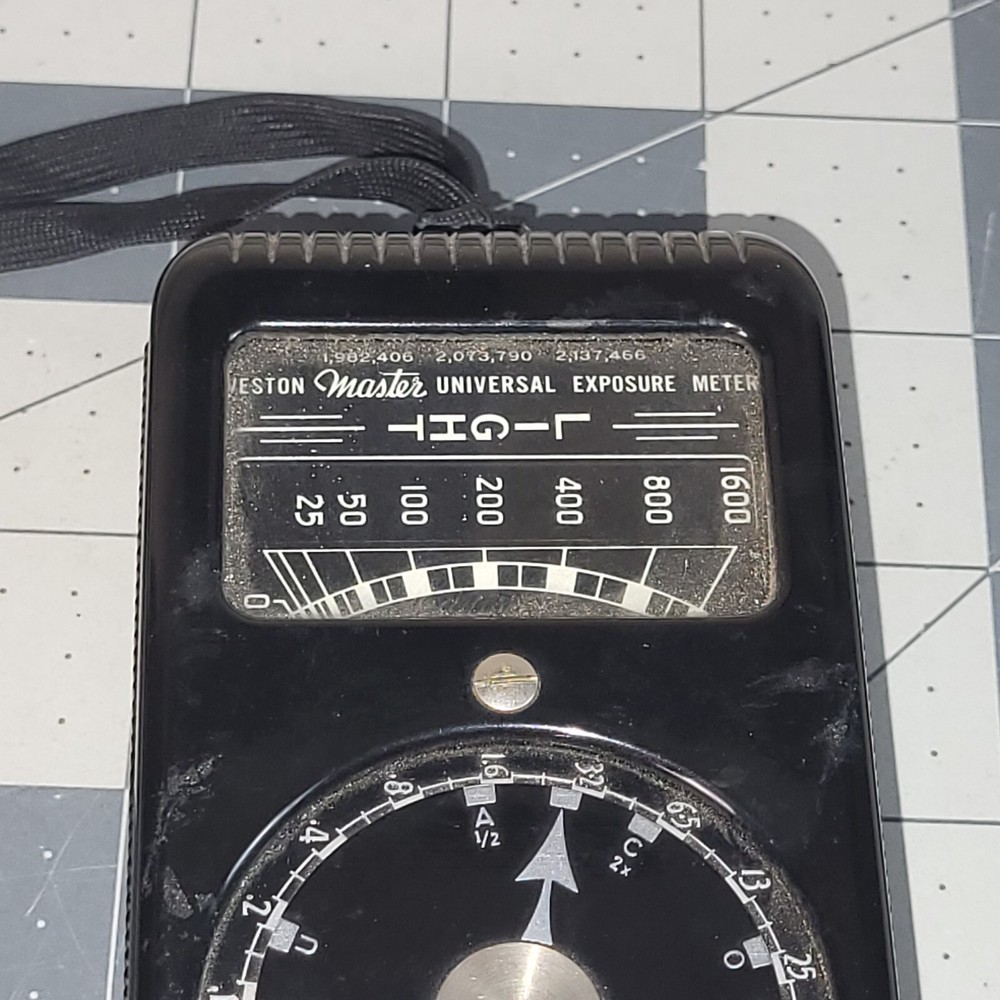 1,982,406 2,073,790 2,137,466
WESTON Master UNIVERSAL EXPOSURE METER
LIGHT
25 50 100 200 400 800 1600
0
.2 .4 .8 1.6 3.2 6.5 13 25
U A 1/2 C 2x O